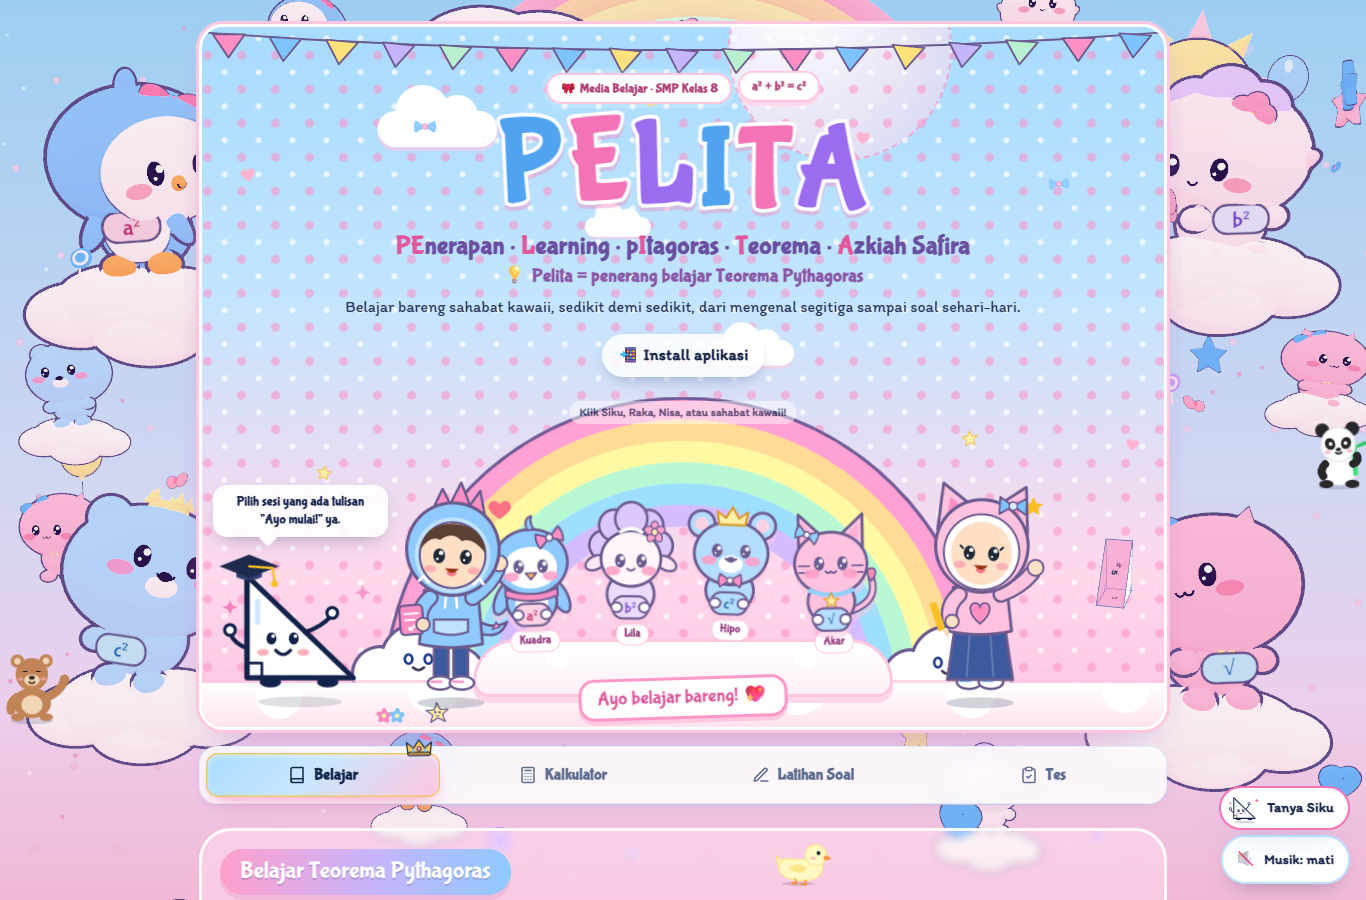 Media Belajar · SMP Kelas 8
a² + b² = c²
PELITA
PEnerapan · Learning · pItagoras · Teorema · Azkiah Safira
Pelita = penerang belajar Teorema Pythagoras
Belajar bareng sahabat kawaii, sedikit demi sedikit, dari mengenal segitiga sampai soal sehari-hari.
Install aplikasi
Klik Siku, Raka, Nisa, atau sahabat kawaii!
Pilih sesi yang ada tulisan
"Ayo mulai!" ya.
a²
b²
c²
√
Kuadra
Lila
Hipo
Akar
Ayo belajar bareng!
a²
b²
c²
√
Belajar
Kalkulator
Latihan Soal
Tes
Tanya Siku
Musik: mati
Belajar Teorema Pythagoras